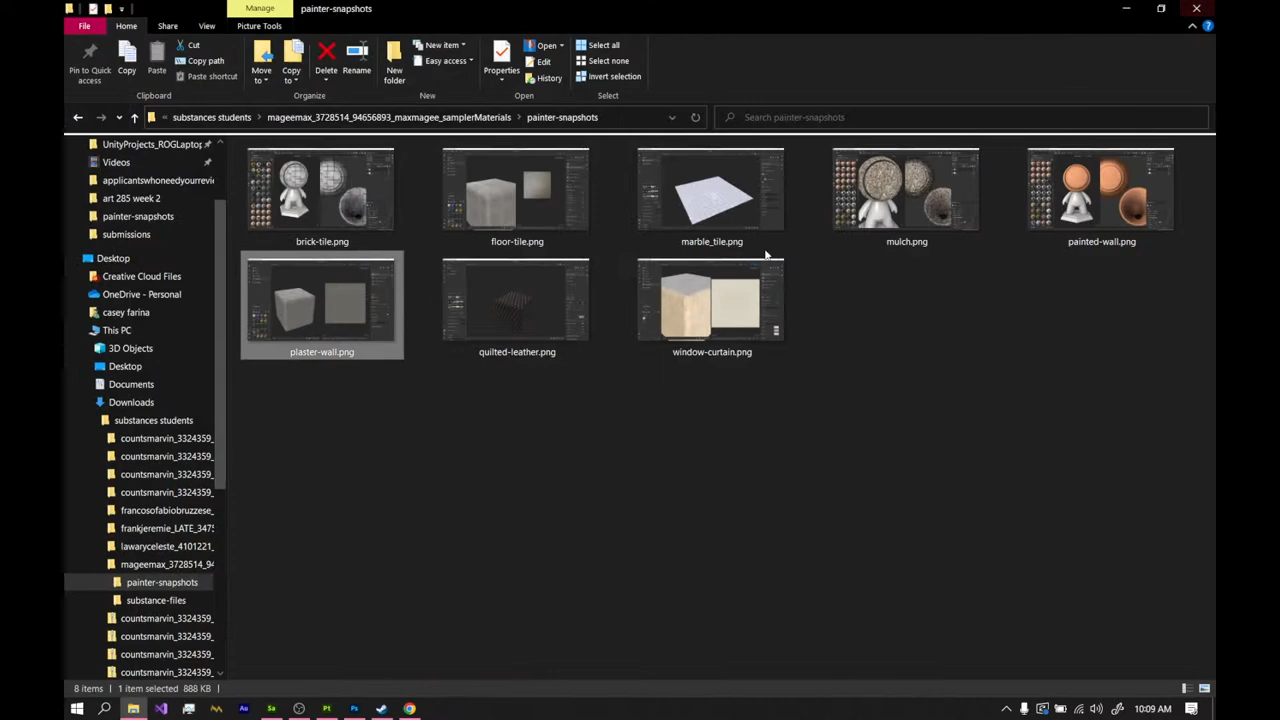 Manage
painter-snapshots
File
Home
Share
View
Picture Tools
Pin to Quick access
Copy
Paste
Cut
Copy path
Paste shortcut
Clipboard
Move to
Copy to
Delete
Rename
Organize
New folder
New item
Easy access
New
Properties
Open
Edit
History
Open
Select all
Select none
Invert selection
Select
« substances students > mageemax_3728514_94656893_maxmagee_samplerMaterials > painter-snapshots
Search painter-snapshots
UnityProjects_ROGLaptop
Videos
applicantswhoneedyourrevie
art 285 week 2
painter-snapshots
submissions
Desktop
Creative Cloud Files
OneDrive - Personal
casey farina
This PC
3D Objects
Desktop
Documents
Downloads
substances students
countsmarvin_3324359_
countsmarvin_3324359_
countsmarvin_3324359_
countsmarvin_3324359_
francosofabiobruzzese_
frankjeremie_LATE_3475
lawaryceleste_4101221_
mageemax_3728514_94
painter-snapshots
substance-files
countsmarvin_3324359_
countsmarvin_3324359_
countsmarvin_3324359_
countsmarvin_3324359_
brick-tile.png
floor-tile.png
marble_tile.png
mulch.png
painted-wall.png
plaster-wall.png
quilted-leather.png
window-curtain.png
8 items
1 item selected 888 KB
Au
Sa
Pt
Ps
10:09 AM